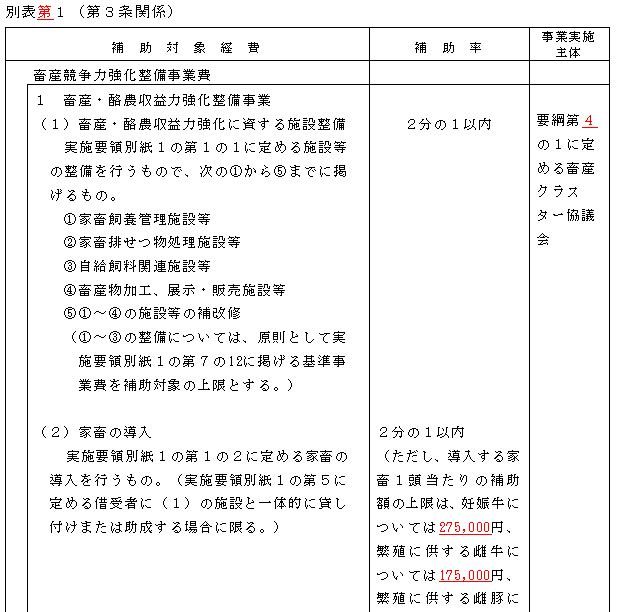 別表第１（第３条関係）
補助対象経費
補助率
事業実施
主体
畜産競争力強化整備事業費
１　畜産・酪農収益力強化整備事業
（１）畜産・酪農収益力強化に資する施設整備
実施要領別紙１の第１の１に定める施設等
の整備を行うもので、次の①から⑤までに掲
げるもの。
①家畜飼養管理施設等
②家畜排せつ物処理施設等
③自給飼料関連施設等
④畜産物加工、展示・販売施設等
⑤①～④の施設等の補改修
（①～③の整備については、原則として実
施要領別紙１の第７の12に掲げる基準事
業費を補助対象の上限とする。）
２分の１以内
要綱第４
の１に定
める畜産
クラス
ター協議
会
（２）家畜の導入
実施要領別紙１の第１の２に定める家畜の
導入を行うもの。（実施要領別紙１の第５に
定める借受者に（１）の施設と一体的に貸し
付けまたは助成する場合に限る。）
２分の１以内
（ただし、導入する家
畜１頭当たりの補助
額の上限は、妊娠牛に
については275,000円、
繁殖に供する雌牛に
については175,000円、
繁殖に供する雌豚に